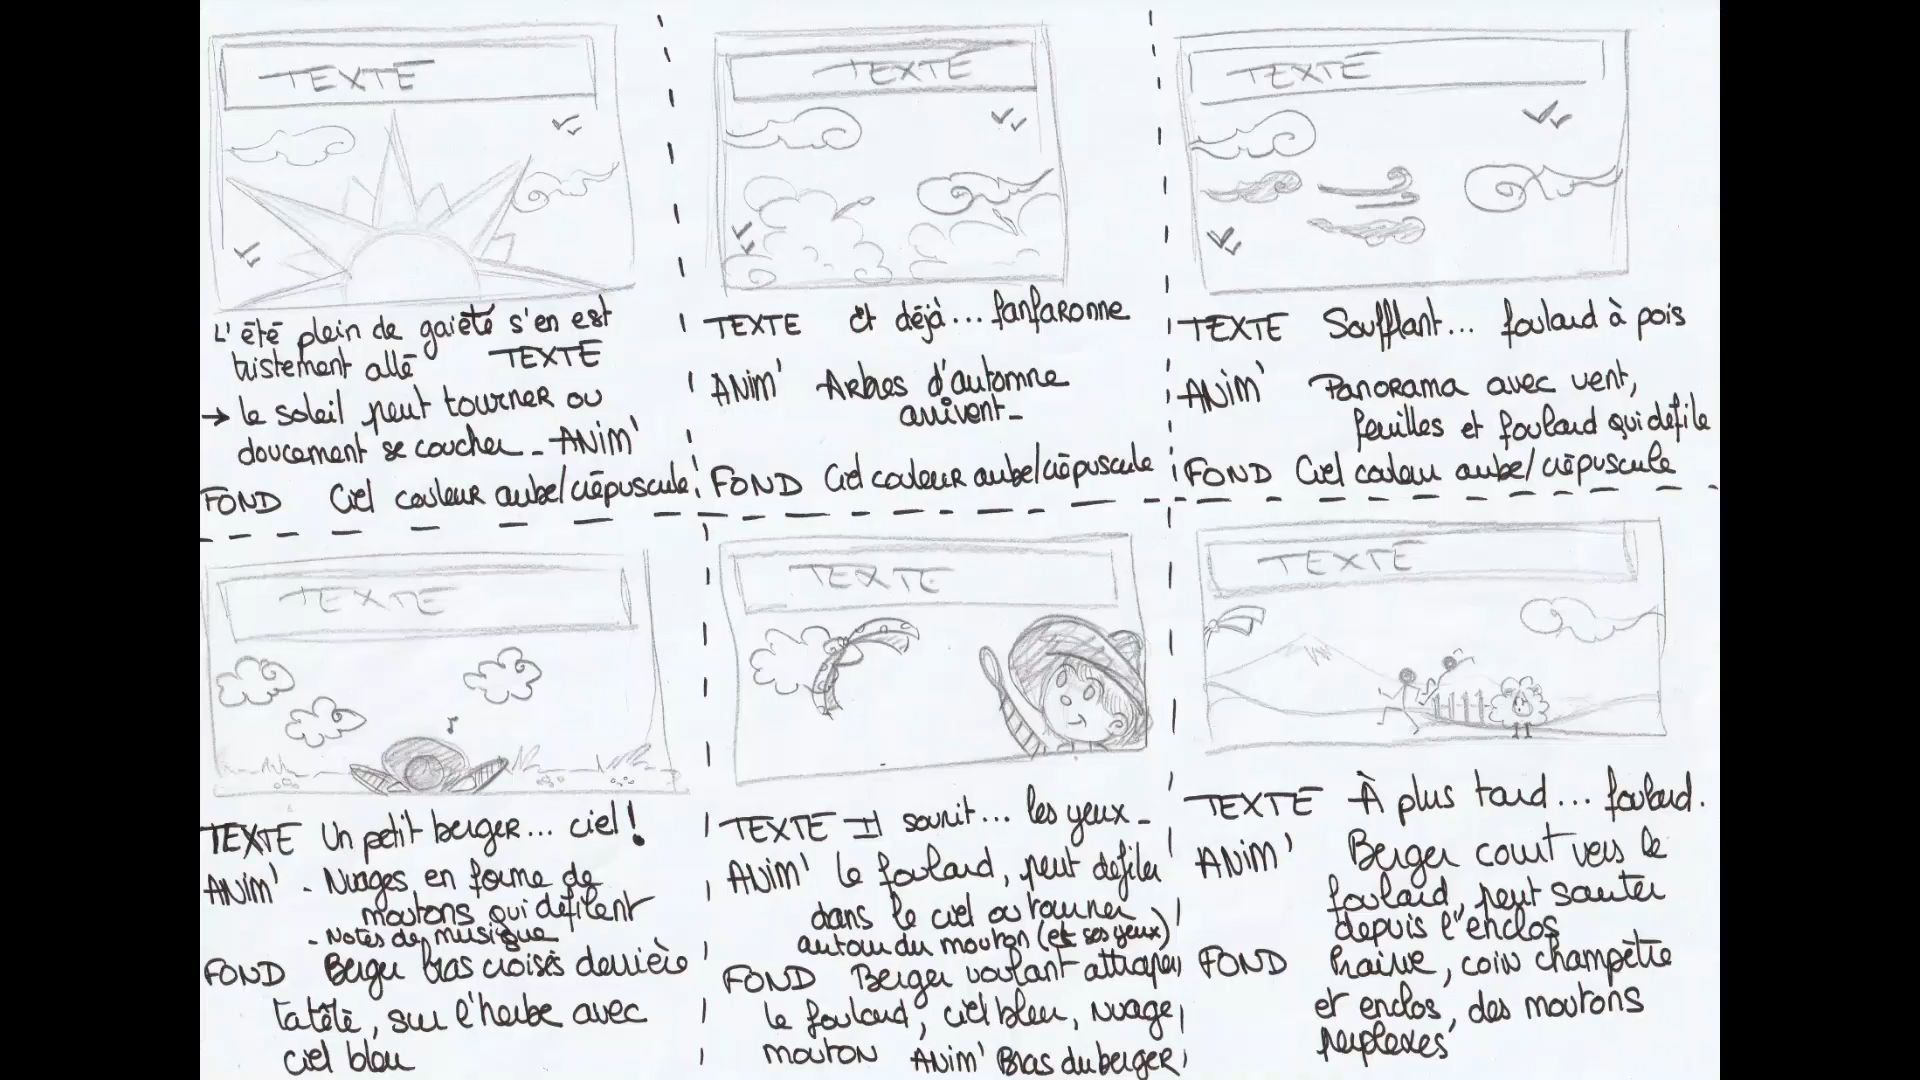 TEXTE
L'été plein de gaieté s'en est
tristement allé TEXTE
→ le soleil peut tourner ou
doucement se coucher_ ANIM'
FOND Ciel couleur aube/crépuscule
TEXTE
TEXTE Et déjà... fanfaronne
ANIM' Arbres d'automne
arrivent_
FOND Ciel couleur aube/crépuscule
TEXTE
TEXTE Soufflant... foulard à pois
ANIM' Panorama avec vent,
feuilles et foulard qui défile
FOND Ciel couleur aube/crépuscule
TEXTE
TEXTE Un petit berger... ciel!
ANIM' - Nuages en forme de
moutons qui défilent
- Notes de musique
FOND Berger bras croisés derrière
la tête, sur l'herbe avec
ciel bleu
TEXTE
TEXTE Il sourit... les yeux_
ANIM' le foulard, peut défiler
dans le ciel ou tourner
autour du mouton (et ses yeux)
FOND Berger voulant attraper
le foulard, ciel bleu, nuage
mouton ANIM' Bras du berger
TEXTE
TEXTE À plus tard... foulard.
ANIM' Berger court vers le
foulard, peut sauter
depuis l'enclos
FOND Prairie, coin champêtre
et enclos, des moutons
perplexes